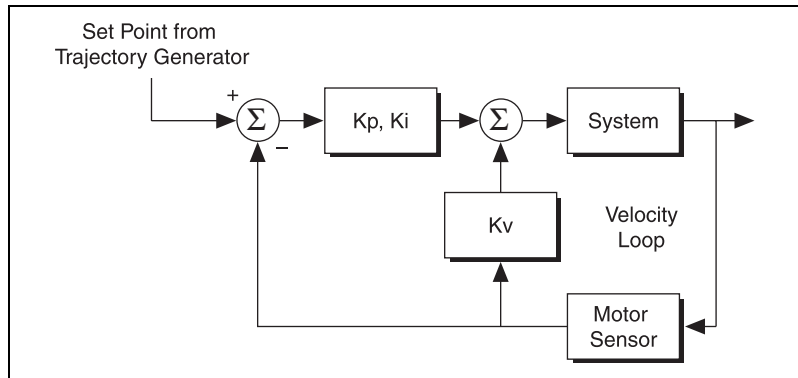 Set Point from
Trajectory Generator
+
Σ
−
Kp, Ki
Σ
System
Kv
Velocity
Loop
Motor
Sensor